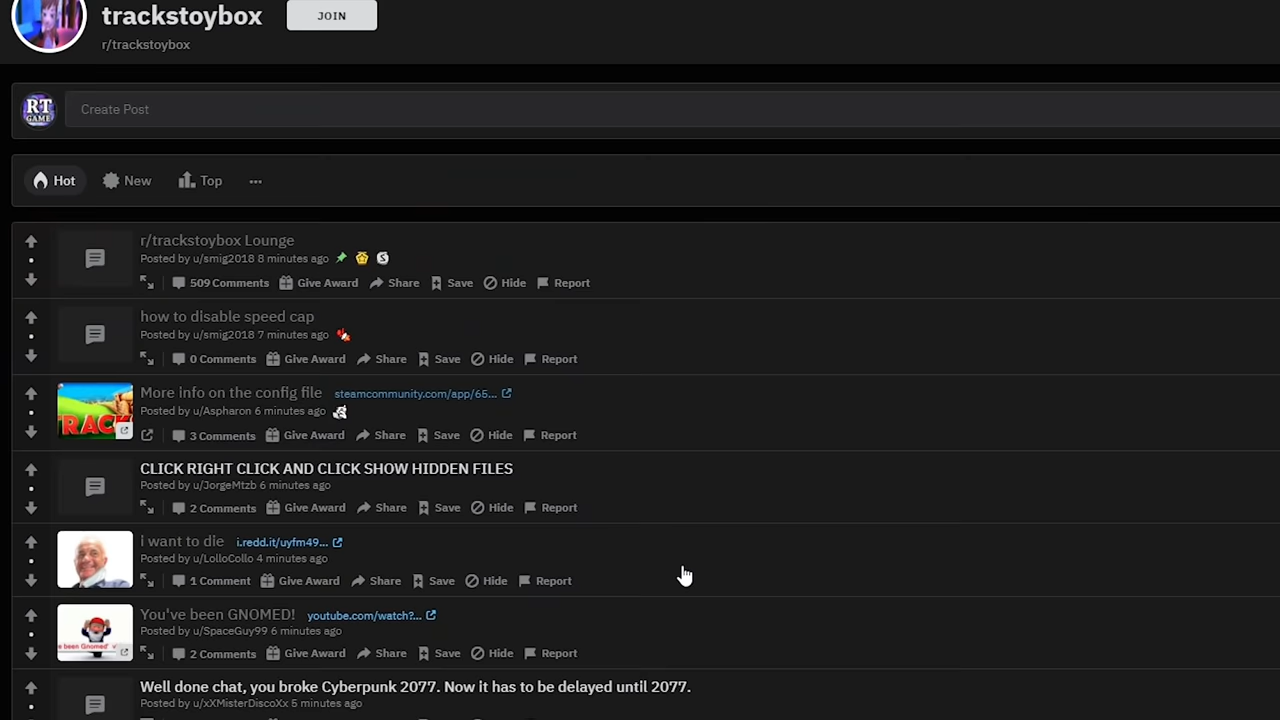 trackstoybox
JOIN
r/trackstoybox
RT
GAME
Create Post
Hot
New
Top
r/trackstoybox Lounge
Posted by u/smig2018 8 minutes ago
509 Comments
Give Award
Share
Save
Hide
Report
how to disable speed cap
Posted by u/smig2018 7 minutes ago
0 Comments
Give Award
Share
Save
Hide
Report
More info on the config file
steamcommunity.com/app/65...
Posted by u/Aspharon 6 minutes ago
TRAC
3 Comments
Give Award
Share
Save
Hide
Report
CLICK RIGHT CLICK AND CLICK SHOW HIDDEN FILES
Posted by u/JorgeMtzb 6 minutes ago
2 Comments
Give Award
Share
Save
Hide
Report
i want to die
i.redd.it/uyfm49...
Posted by u/LolloCollo 4 minutes ago
1 Comment
Give Award
Share
Save
Hide
Report
You've been GNOMED!
youtube.com/watch?...
Posted by u/SpaceGuy99 6 minutes ago
e been Gnomed'
2 Comments
Give Award
Share
Save
Hide
Report
Well done chat, you broke Cyberpunk 2077. Now it has to be delayed until 2077.
Posted by u/xXMisterDiscoXx 5 minutes ago